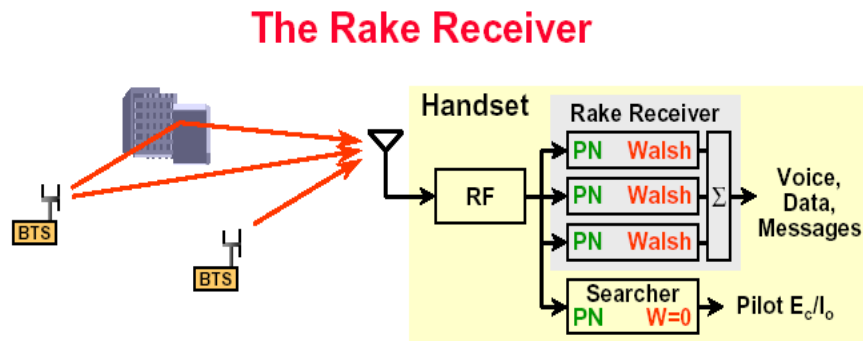 The Rake Receiver
Handset
Rake Receiver
PN Walsh
PN Walsh
PN Walsh
Σ
RF
Voice,
Data,
Messages
BTS
BTS
Searcher
PN W=0
Pilot Ec/Io